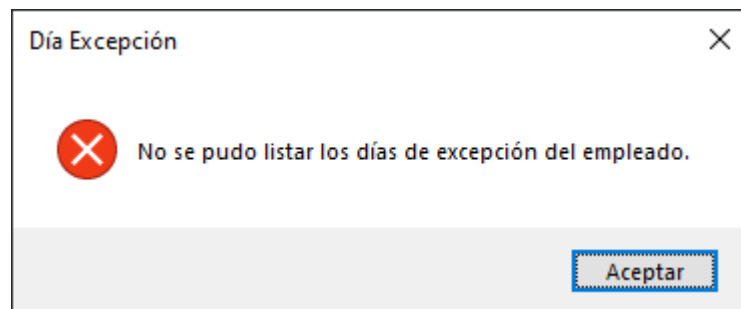 Día Excepción
No se pudo listar los días de excepción del empleado.
Aceptar